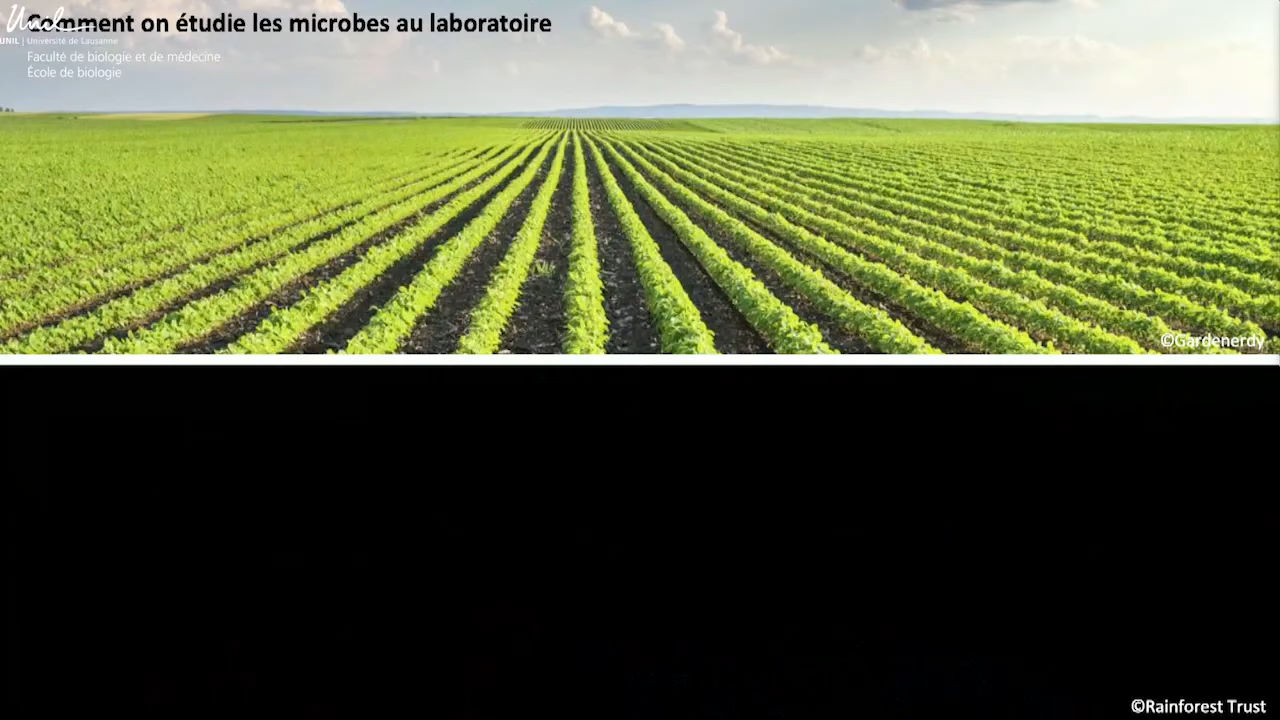 Comment on étudie les microbes au laboratoire
Unil
UNIL | Université de Lausanne
Faculté de biologie et de médecine
École de biologie
©Gardenerdy
©Rainforest Trust